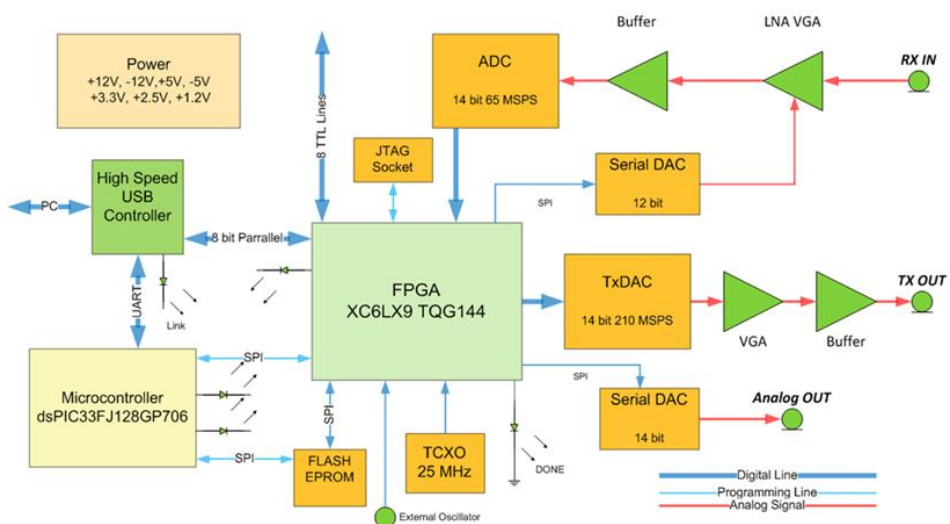 Power
+12V, -12V,+5V, -5V
+3.3V, +2.5V, +1.2V
8 TTL Lines
ADC
14 bit 65 MSPS
Buffer
LNA VGA
RX IN
JTAG
Socket
Serial DAC
12 bit
SPI
High Speed
USB
Controller
PC
8 bit Parrallel
UART
Link
FPGA
XC6LX9 TQG144
TxDAC
14 bit 210 MSPS
VGA
Buffer
TX OUT
SPI
Microcontroller
dsPIC33FJ128GP706
SPI
SPI
SPI
FLASH
EPROM
TCXO
25 MHz
DONE
External Oscillator
Serial DAC
14 bit
Analog OUT
Digital Line
Programming Line
Analog Signal